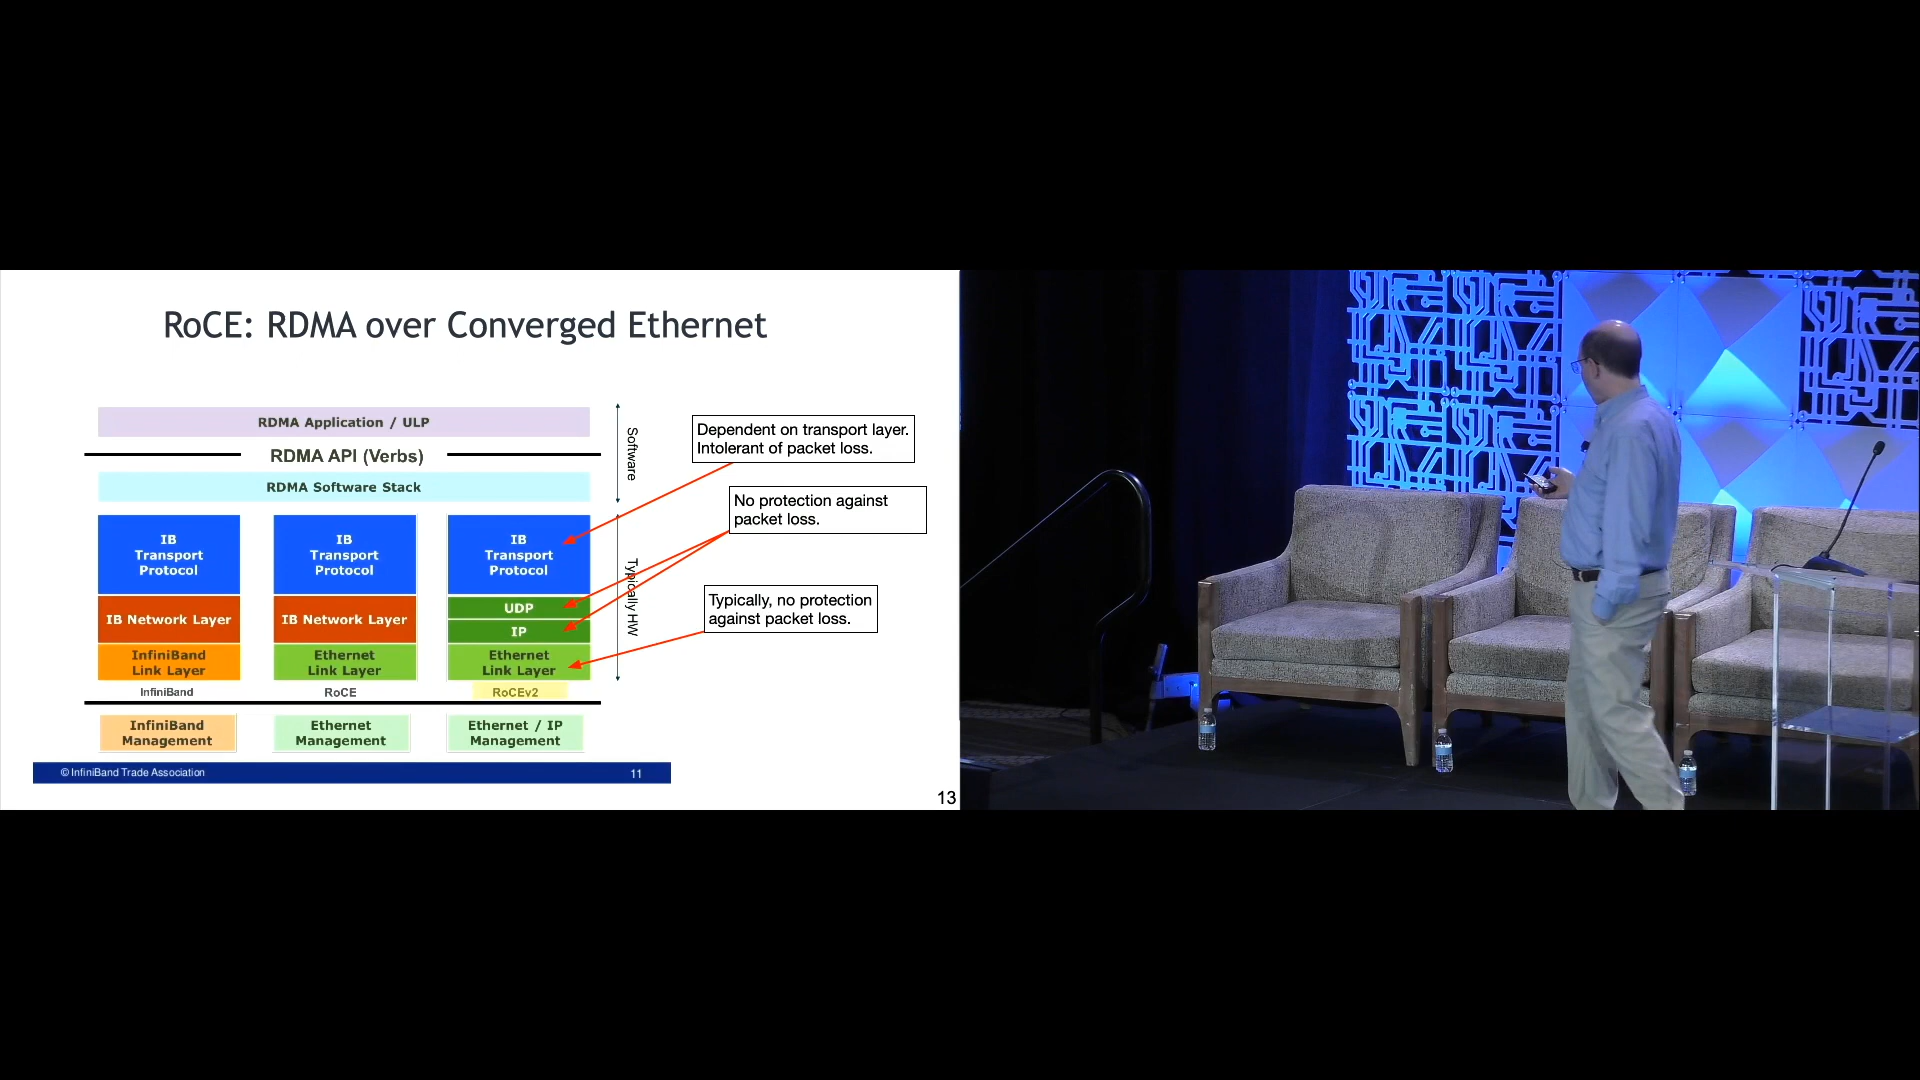 RoCE: RDMA over Converged Ethernet
RDMA Application / ULP
RDMA API (Verbs)
RDMA Software Stack
Software
IB
Transport
Protocol
IB
Transport
Protocol
IB
Transport
Protocol
IB Network Layer
IB Network Layer
UDP
IP
InfiniBand
Link Layer
Ethernet
Link Layer
Ethernet
Link Layer
Typically HW
InfiniBand
RoCE
RoCEv2
InfiniBand
Management
Ethernet
Management
Ethernet / IP
Management
Dependent on transport layer.
Intolerant of packet loss.
No protection against
packet loss.
Typically, no protection
against packet loss.
© InfiniBand Trade Association
11
13